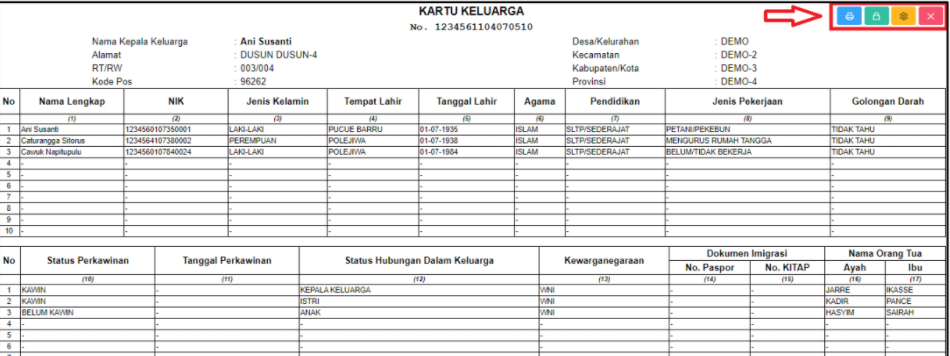 KARTU KELUARGA
No. 1234561104070510
Nama Kepala Keluarga : Ani Susanti Desa/Kelurahan : DEMO
Alamat : DUSUN DUSUN-4 Kecamatan : DEMO-2
RT/RW : 003/004 Kabupaten/Kota : DEMO-3
Kode Pos : 96262 Provinsi : DEMO-4
No Nama Lengkap NIK Jenis Kelamin Tempat Lahir Tanggal Lahir Agama Pendidikan Jenis Pekerjaan Golongan Darah
(1) (2) (3) (4) (5) (6) (7) (8) (9)
1 Ani Susanti 1234560107350001 LAKI-LAKI PUCUE BARRU 01-07-1935 ISLAM SLTP/SEDERAJAT PETANI/PEKEBUN TIDAK TAHU
2 Caturangga Sitorus 1234564107380002 PEREMPUAN POLEJIWA 01-07-1938 ISLAM SLTP/SEDERAJAT MENGURUS RUMAH TANGGA TIDAK TAHU
3 Cawuk Napitupulu 1234560107840024 LAKI-LAKI POLEJIWA 01-07-1984 ISLAM SLTP/SEDERAJAT BELUM/TIDAK BEKERJA TIDAK TAHU
4 - - - - - - - - -
5 - - - - - - - - -
6 - - - - - - - - -
7 - - - - - - - - -
8 - - - - - - - - -
9 - - - - - - - - -
10 - - - - - - - - -
No Status Perkawinan Tanggal Perkawinan Status Hubungan Dalam Keluarga Kewarganegaraan Dokumen Imigrasi Nama Orang Tua
No. Paspor No. KITAP Ayah Ibu
(10) (11) (12) (13) (14) (15) (16) (17)
1 KAWIN - KEPALA KELUARGA WNI - - JARRE IKASSE
2 KAWIN - ISTRI WNI - - KADIR PANCE
3 BELUM KAWIN - ANAK WNI - - HASYIM SAIRAH
4 - - - - - - - -
5 - - - - - - - -
6 - - - - - - - -